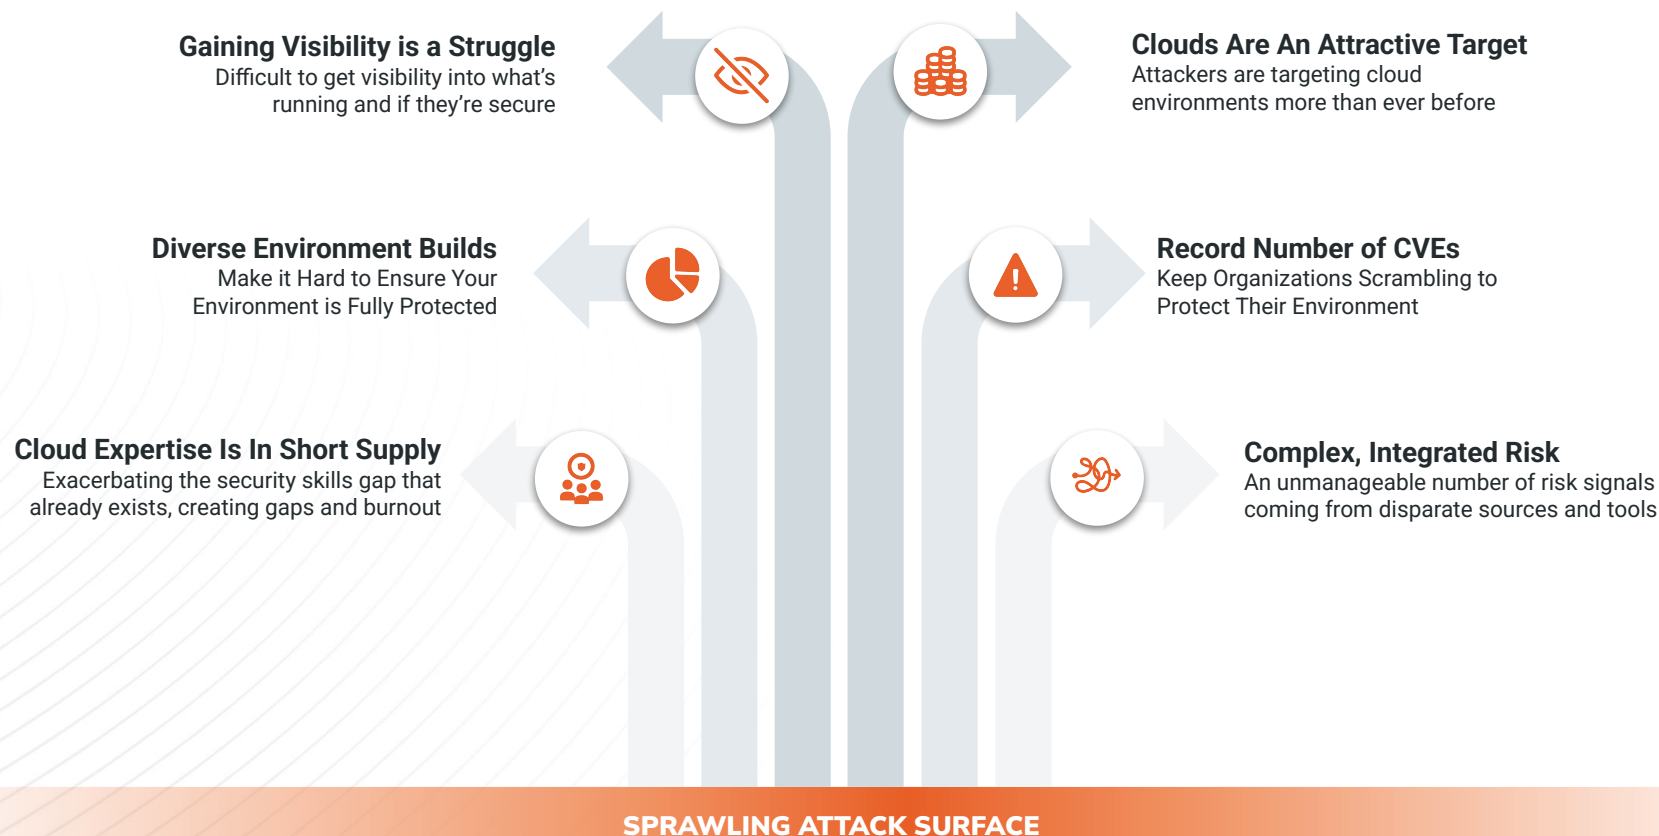 Gaining Visibility is a Struggle
Difficult to get visibility into what's
running and if they're secure
Clouds Are An Attractive Target
Attackers are targeting cloud
environments more than ever before
Diverse Environment Builds
Make it Hard to Ensure Your
Environment is Fully Protected
Record Number of CVEs
Keep Organizations Scrambling to
Protect Their Environment
Cloud Expertise Is In Short Supply
Exacerbating the security skills gap that
already exists, creating gaps and burnout
Complex, Integrated Risk
An unmanageable number of risk signals
coming from disparate sources and tools
SPRAWLING ATTACK SURFACE